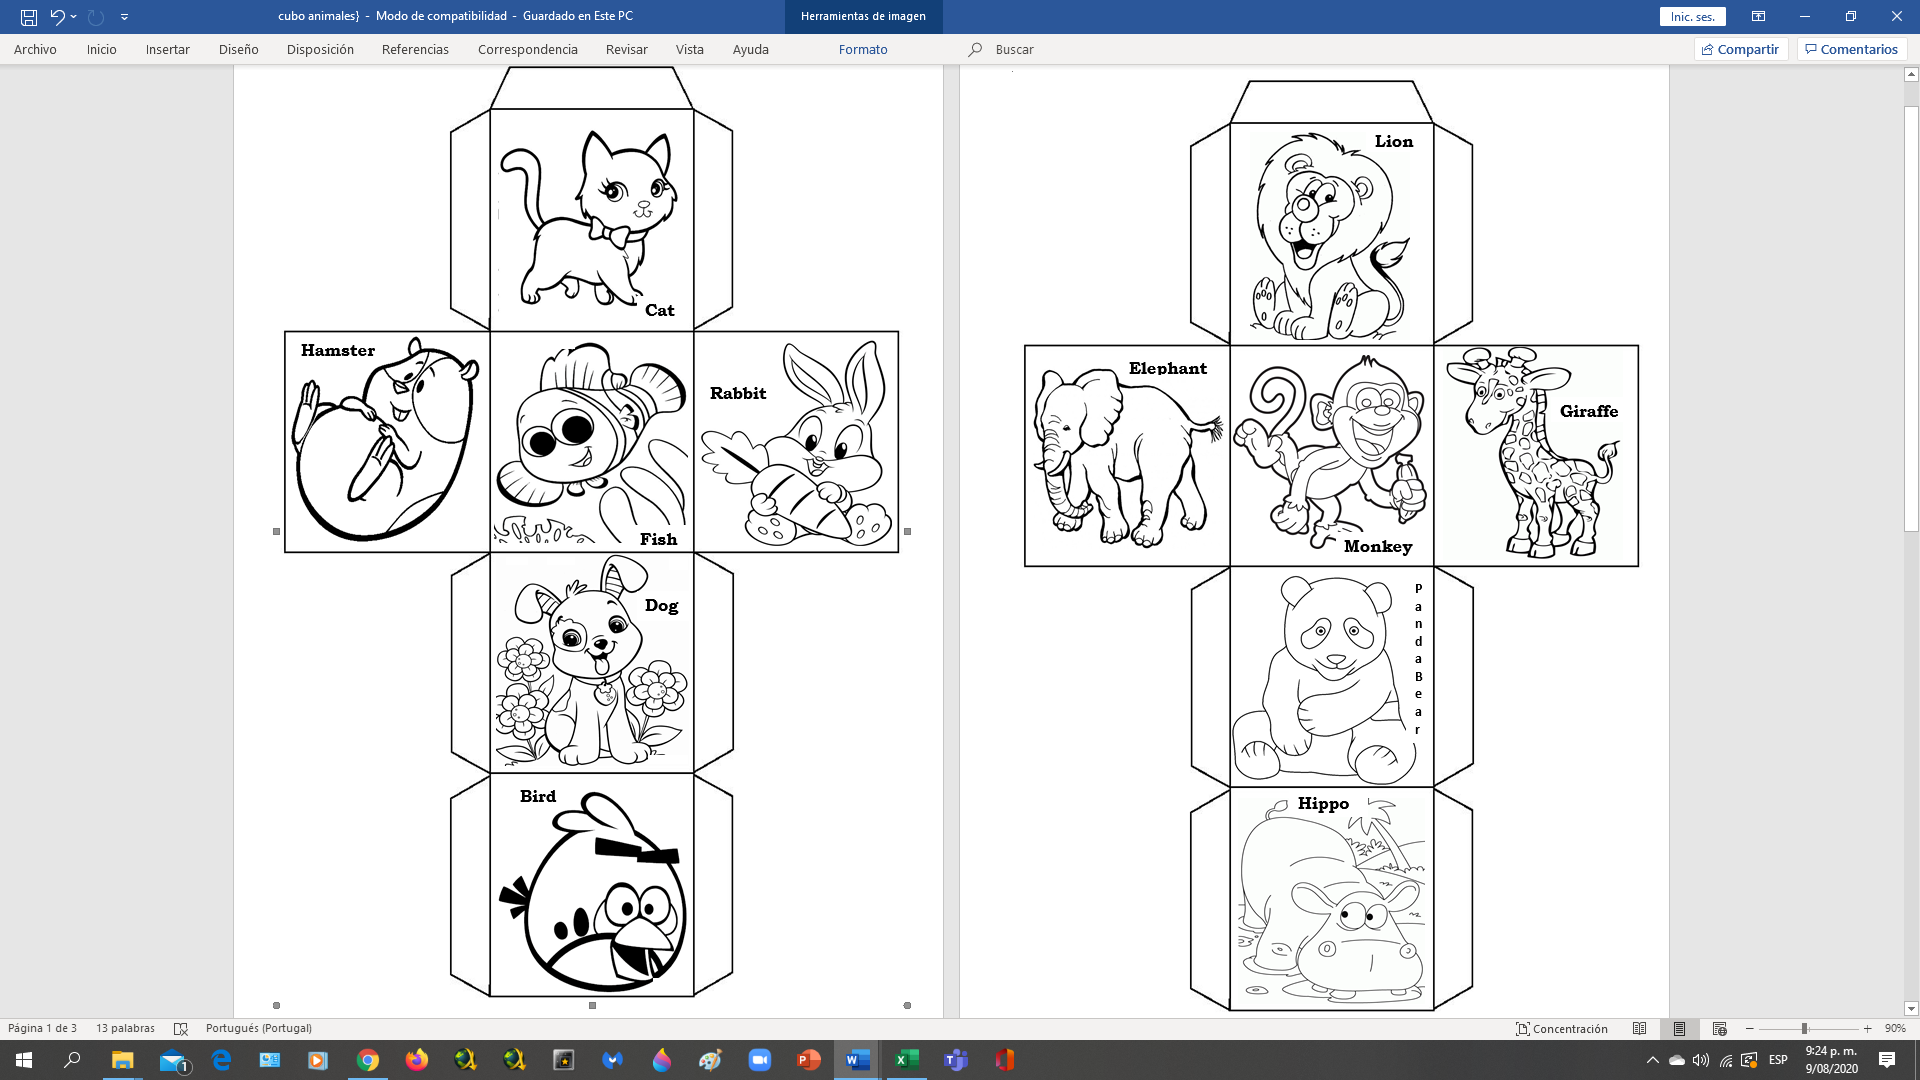 cubo animales} - Modo de compatibilidad - Guardado en Este PC
Herramientas de imagen
Inic. ses.
Archivo Inicio Insertar Diseño Disposición Referencias Correspondencia Revisar Vista Ayuda Formato Buscar Compartir Comentarios
Cat
Hamster
Rabbit
Fish
Dog
Bird
Lion
Elephant
Giraffe
Monkey
P
a
n
d
a
B
e
a
r
Hippo
Página 1 de 3 13 palabras Portugués (Portugal) Concentración 90%
1
ESP
9:24 p. m.
9/08/2020